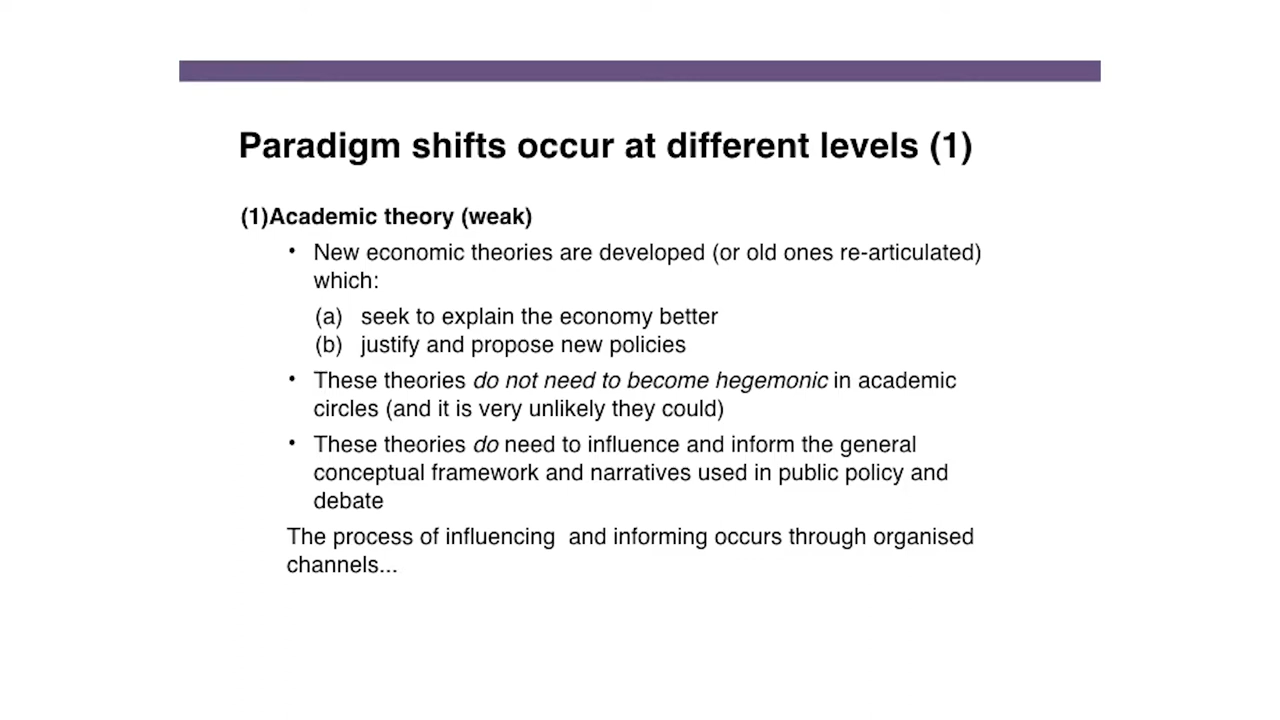 Paradigm shifts occur at different levels (1)
(1)Academic theory (weak)
• New economic theories are developed (or old ones re-articulated)
which:
(a) seek to explain the economy better
(b) justify and propose new policies
• These theories do not need to become hegemonic in academic
circles (and it is very unlikely they could)
• These theories do need to influence and inform the general
conceptual framework and narratives used in public policy and
debate
The process of influencing  and informing occurs through organised
channels...